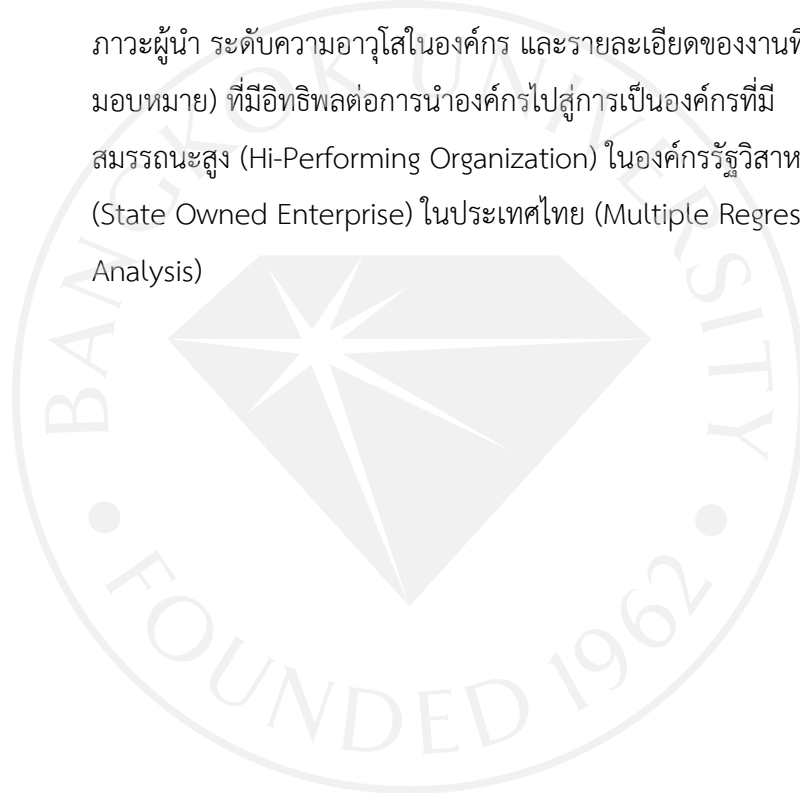 ภาวะผู้นำ ระดับความอาวุโสในองค์กร และรายละเอียดของงานที่
มอบหมาย) ที่มีอิทธิพลต่อการนำองค์กรไปสู่การเป็นองค์กรที่มี
สมรรถนะสูง (Hi-Performing Organization) ในองค์กรรัฐวิสาห
(State Owned Enterprise) ในประเทศไทย (Multiple Regres
Analysis)
BANGKOK UNIVERSITY
• FOUNDED 1962 •